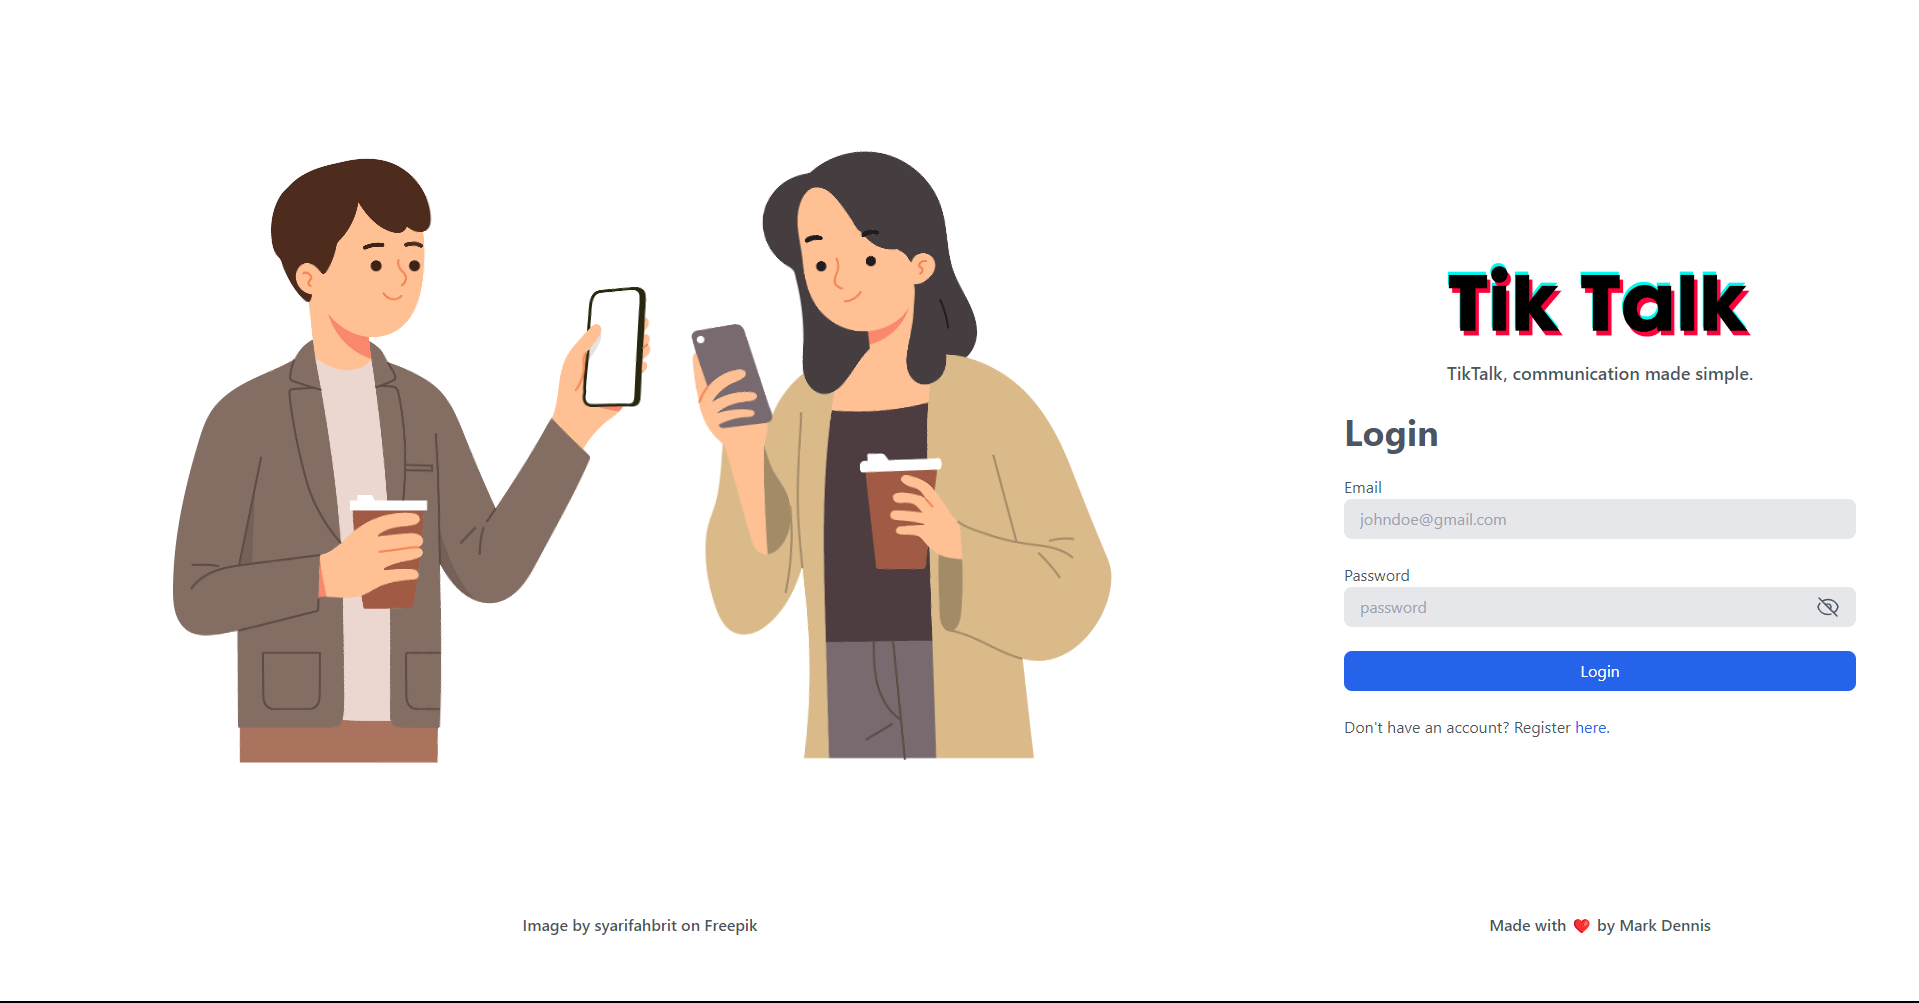 Tik Talk
TikTalk, communication made simple.
Login
Email
johndoe@gmail.com
Password
password
Login
Don't have an account? Register here.
Image by syarifahbrit on Freepik
Made with ❤️ by Mark Dennis